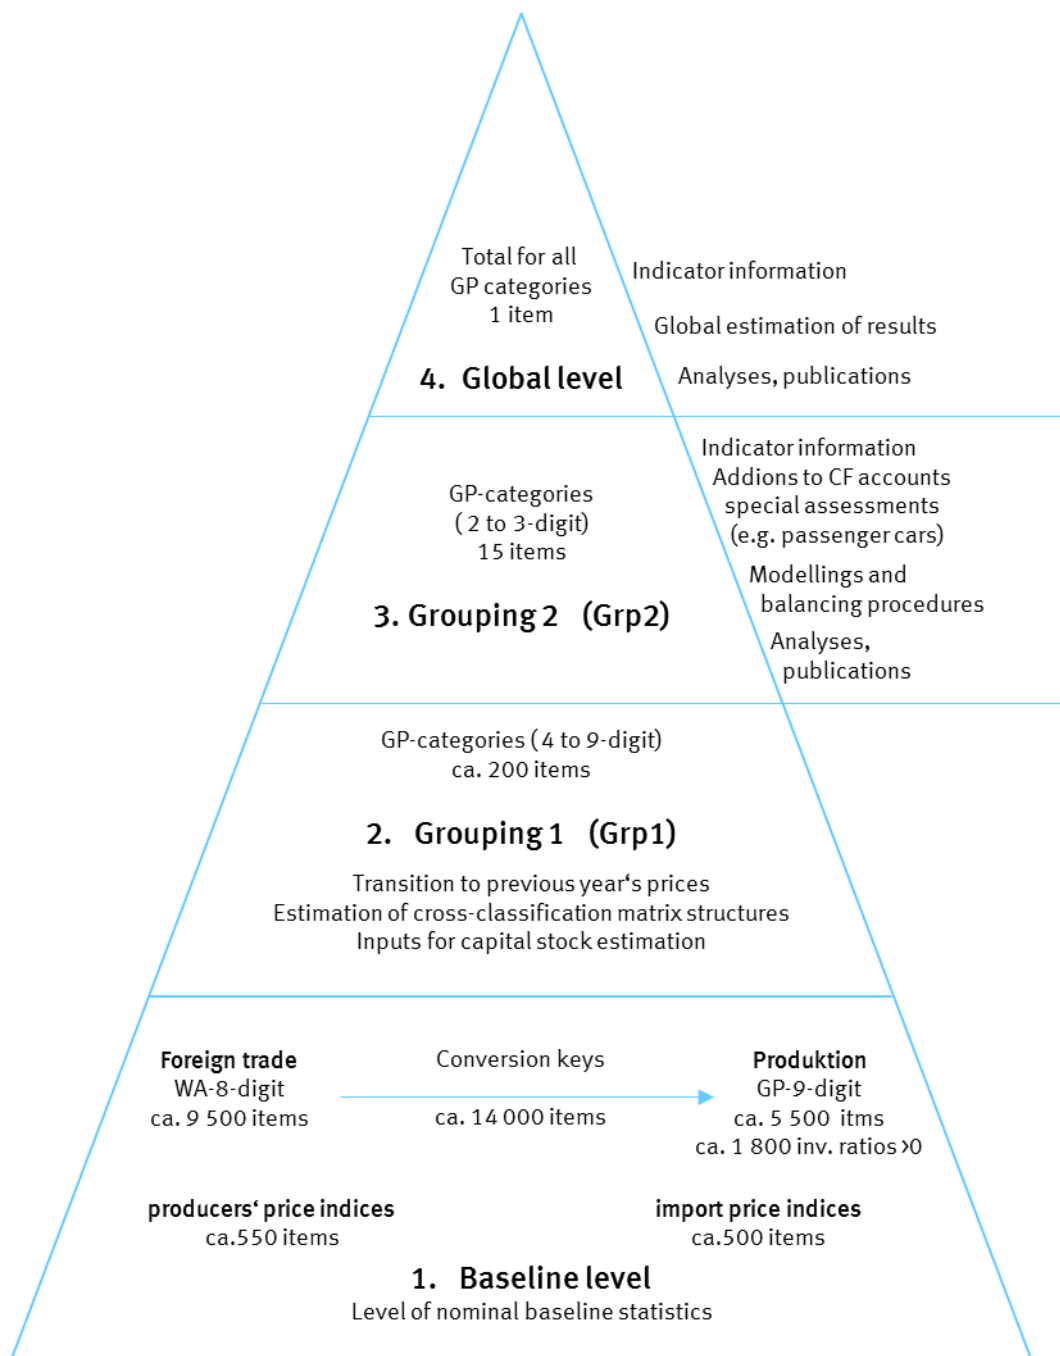 Total for all
GP categories
1 item
Indicator information
Global estimation of results
4. Global level
Analyses, publications
GP-categories
( 2 to 3-digit)
15 items
3. Grouping 2 (Grp2)
Indicator information
Addions to CF accounts
special assessments
(e.g. passenger cars)
Modellings and
balancing procedures
Analyses,
publications
GP-categories ( 4 to 9-digit)
ca. 200 items
2. Grouping 1 (Grp1)
Transition to previous year‘s prices
Estimation of cross-classification matrix structures
Inputs for capital stock estimation
Foreign trade
WA-8-digit
ca. 9 500 items
Conversion keys
ca. 14 000 items
Produktion
GP-9-digit
ca. 5 500 itms
ca. 1 800 inv. ratios >0
producers‘ price indices
ca.550 items
import price indices
ca.500 items
1. Baseline level
Level of nominal baseline statistics